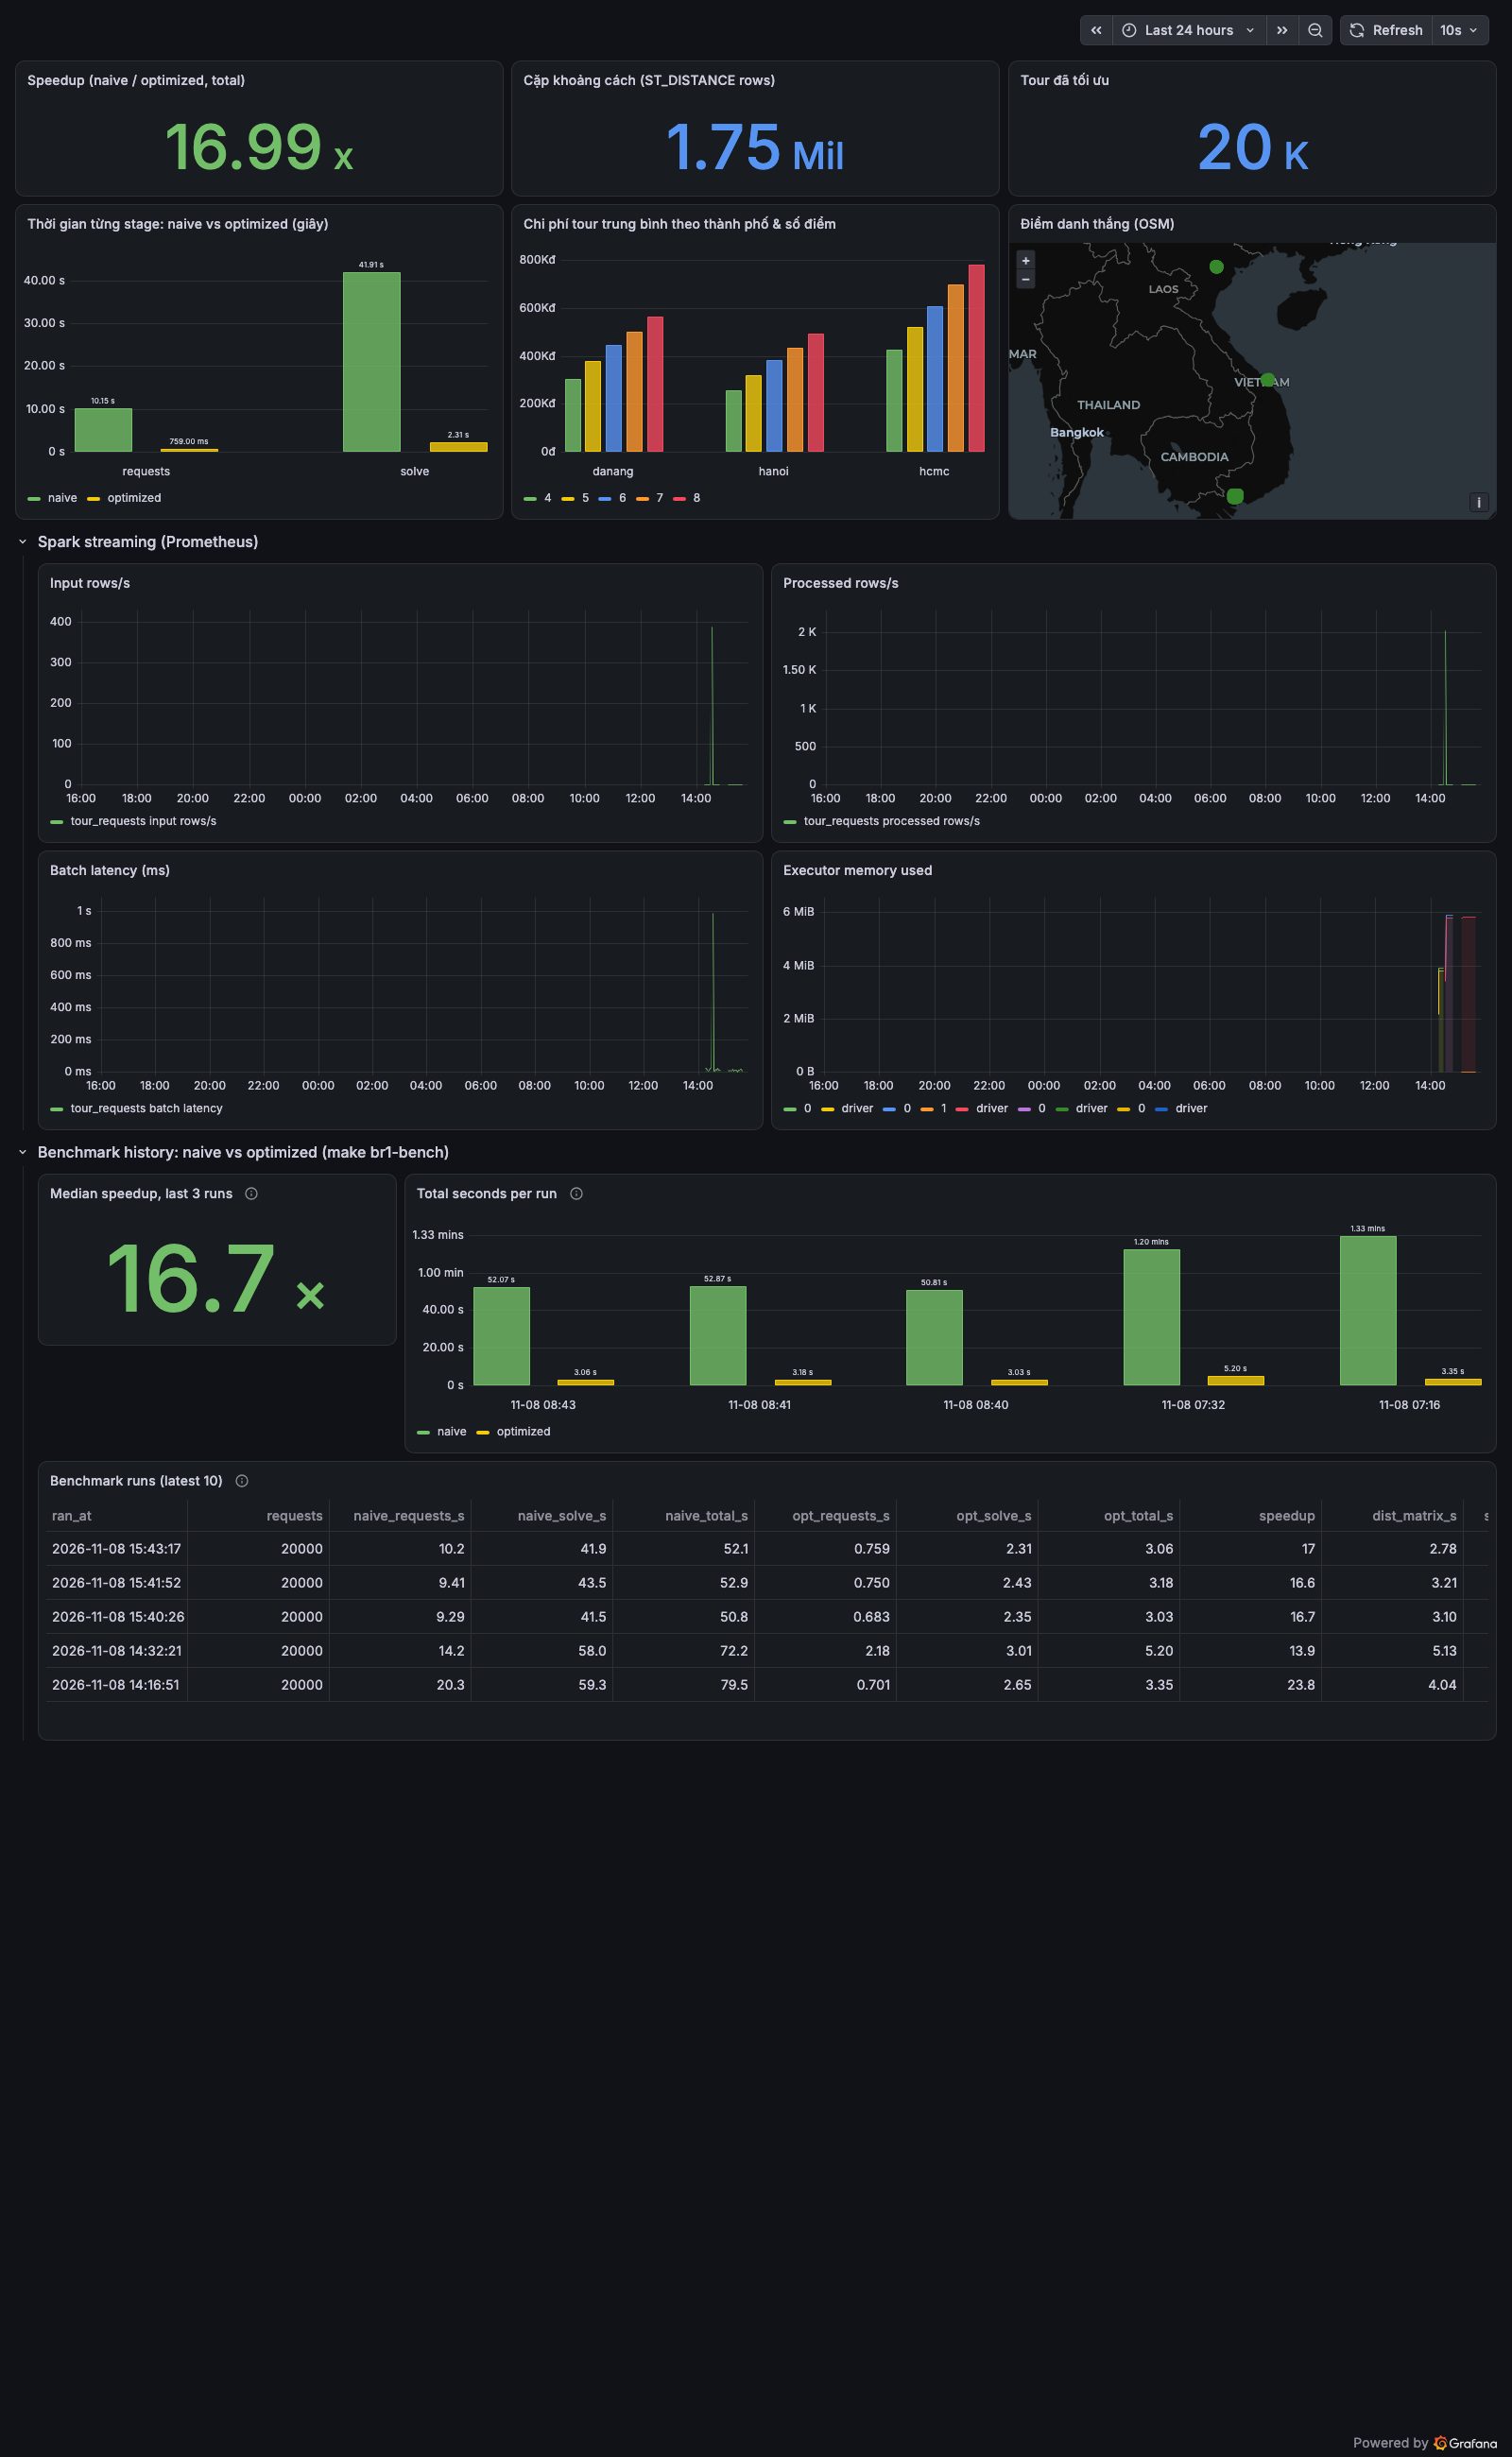 Last 24 hours
Refresh
10s
Speedup (naive / optimized, total)
16.99 x
Cặp khoảng cách (ST_DISTANCE rows)
1.75 Mil
Tour đã tối ưu
20 K
Thời gian từng stage: naive vs optimized (giây)
40.00 s
30.00 s
20.00 s
10.00 s
0 s
10.15 s
759.00 ms
41.91 s
2.31 s
requests
solve
naive
optimized
Chi phí tour trung bình theo thành phố & số điểm
800Kđ
600Kđ
400Kđ
200Kđ
0đ
danang
hanoi
hcmc
4
5
6
7
8
Điểm danh thắng (OSM)
+
−
LAOS
MAR
VIETNAM
THAILAND
Bangkok
CAMBODIA
i
Spark streaming (Prometheus)
Input rows/s
400
300
200
100
0
16:00 18:00 20:00 22:00 00:00 02:00 04:00 06:00 08:00 10:00 12:00 14:00
tour_requests input rows/s
Processed rows/s
2 K
1.50 K
1 K
500
0
16:00 18:00 20:00 22:00 00:00 02:00 04:00 06:00 08:00 10:00 12:00 14:00
tour_requests processed rows/s
Batch latency (ms)
1 s
800 ms
600 ms
400 ms
200 ms
0 ms
16:00 18:00 20:00 22:00 00:00 02:00 04:00 06:00 08:00 10:00 12:00 14:00
tour_requests batch latency
Executor memory used
6 MiB
4 MiB
2 MiB
0 B
16:00 18:00 20:00 22:00 00:00 02:00 04:00 06:00 08:00 10:00 12:00 14:00
0 driver 0 1 driver 0 driver 0 driver
Benchmark history: naive vs optimized (make br1-bench)
Median speedup, last 3 runs
16.7 ×
Total seconds per run
1.33 mins
1.00 min
40.00 s
20.00 s
0 s
52.07 s
3.06 s
52.87 s
3.18 s
50.81 s
3.03 s
1.20 mins
5.20 s
1.33 mins
3.35 s
11-08 08:43
11-08 08:41
11-08 08:40
11-08 07:32
11-08 07:16
naive
optimized
Benchmark runs (latest 10)
ran_at requests naive_requests_s naive_solve_s naive_total_s opt_requests_s opt_solve_s opt_total_s speedup dist_matrix_s
2026-11-08 15:43:17 20000 10.2 41.9 52.1 0.759 2.31 3.06 17 2.78
2026-11-08 15:41:52 20000 9.41 43.5 52.9 0.750 2.43 3.18 16.6 3.21
2026-11-08 15:40:26 20000 9.29 41.5 50.8 0.683 2.35 3.03 16.7 3.10
2026-11-08 14:32:21 20000 14.2 58.0 72.2 2.18 3.01 5.20 13.9 5.13
2026-11-08 14:16:51 20000 20.3 59.3 79.5 0.701 2.65 3.35 23.8 4.04
Powered by Grafana